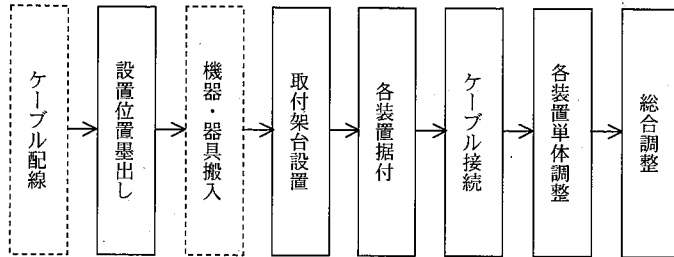 ケーブル配線
設置位置墨出し
機器・器具搬入
取付架台設置
各装置据付
ケーブル接続
各装置単体調整
総合調整